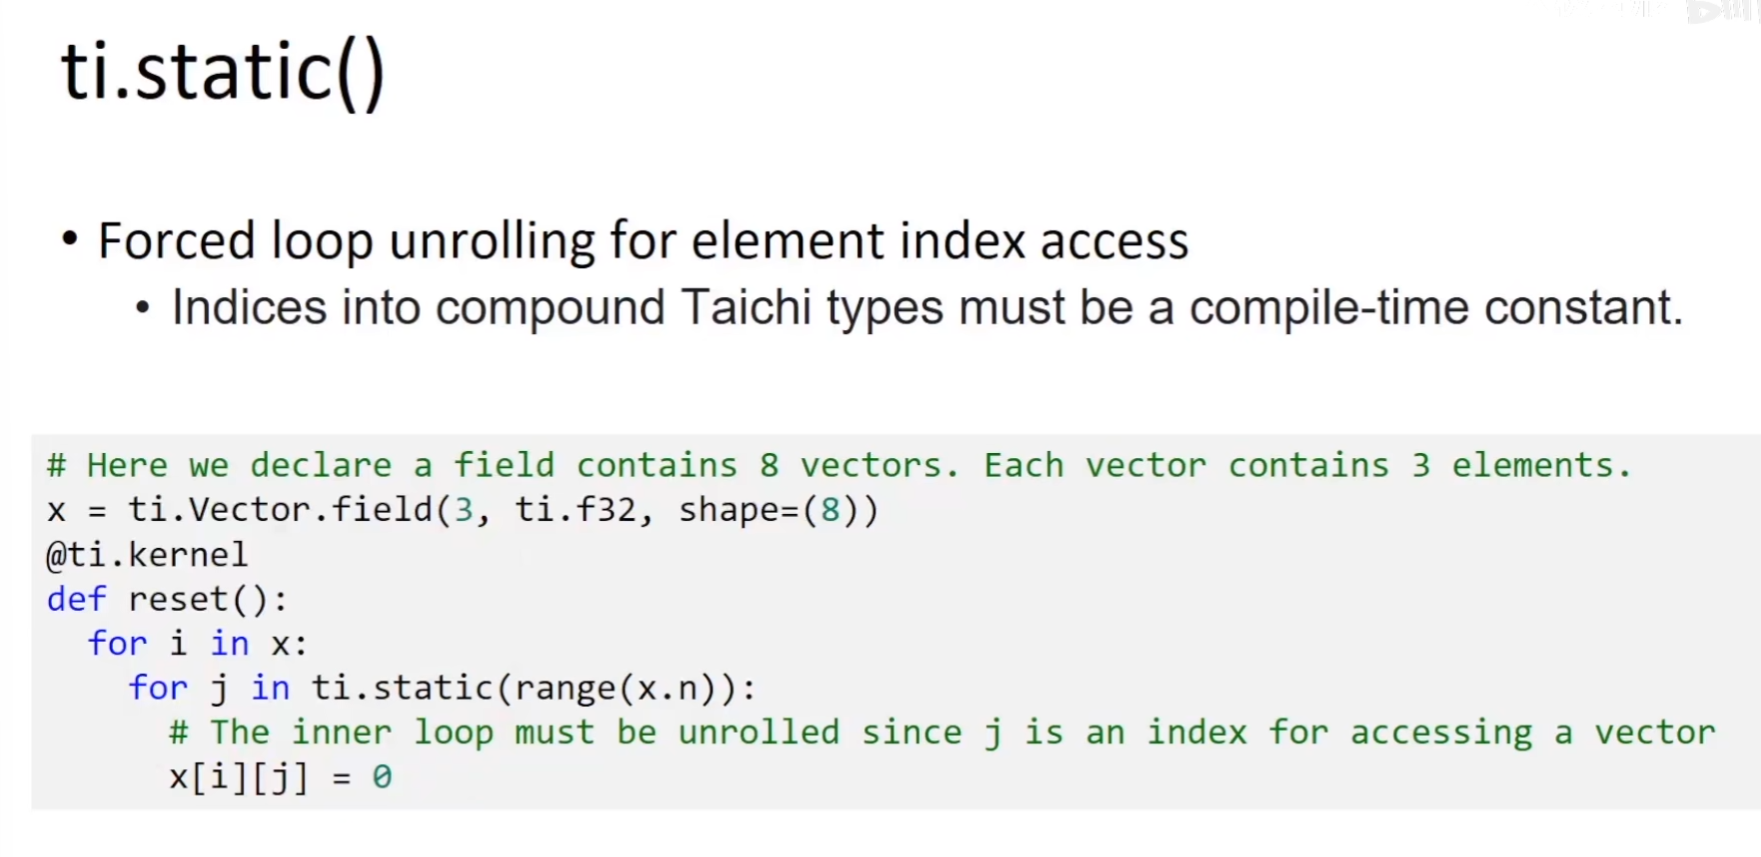 ti.static()
• Forced loop unrolling for element index access
• Indices into compound Taichi types must be a compile-time constant.
# Here we declare a field contains 8 vectors. Each vector contains 3 elements.
x = ti.Vector.field(3, ti.f32, shape=(8))
@ti.kernel
def reset():
  for i in x:
    for j in ti.static(range(x.n)):
      # The inner loop must be unrolled since j is an index for accessing a vector
      x[i][j] = 0